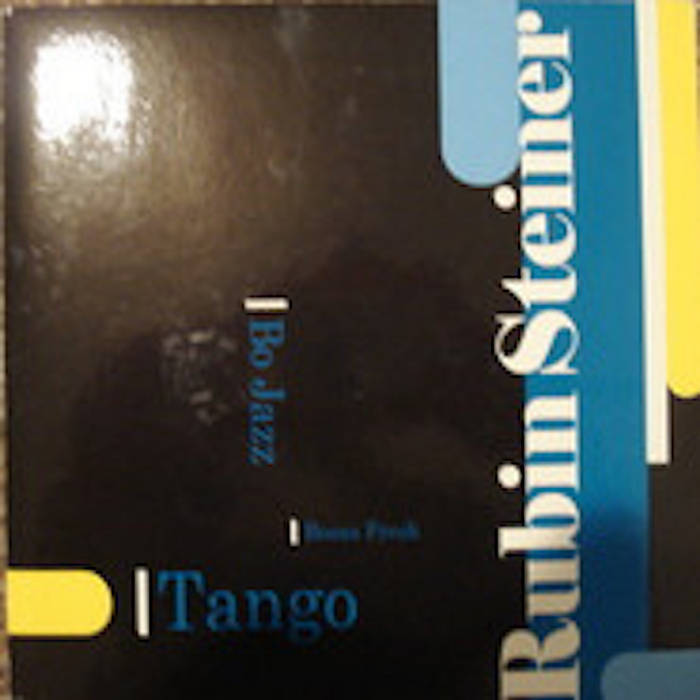 Rubin Steiner
Bo Jazz
Tango